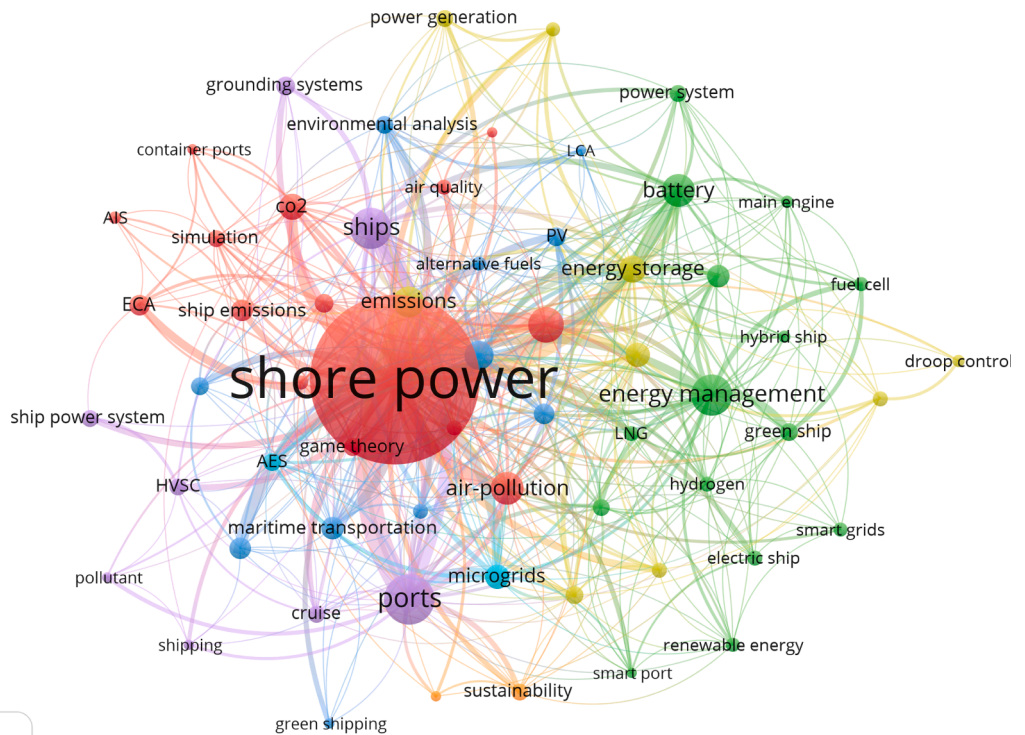 power generation
grounding systems
power system
environmental analysis
container ports
LCA
air quality
battery
co2
main engine
AIS
ships
simulation
PV
alternative fuels
energy storage
fuel cell
emissions
ECA
ship emissions
hybrid ship
droop control
shore power
energy management
ship power system
green ship
LNG
game theory
AES
HVSC
air-pollution
hydrogen
maritime transportation
smart grids
electric ship
pollutant
microgrids
ports
cruise
shipping
renewable energy
smart port
sustainability
green shipping